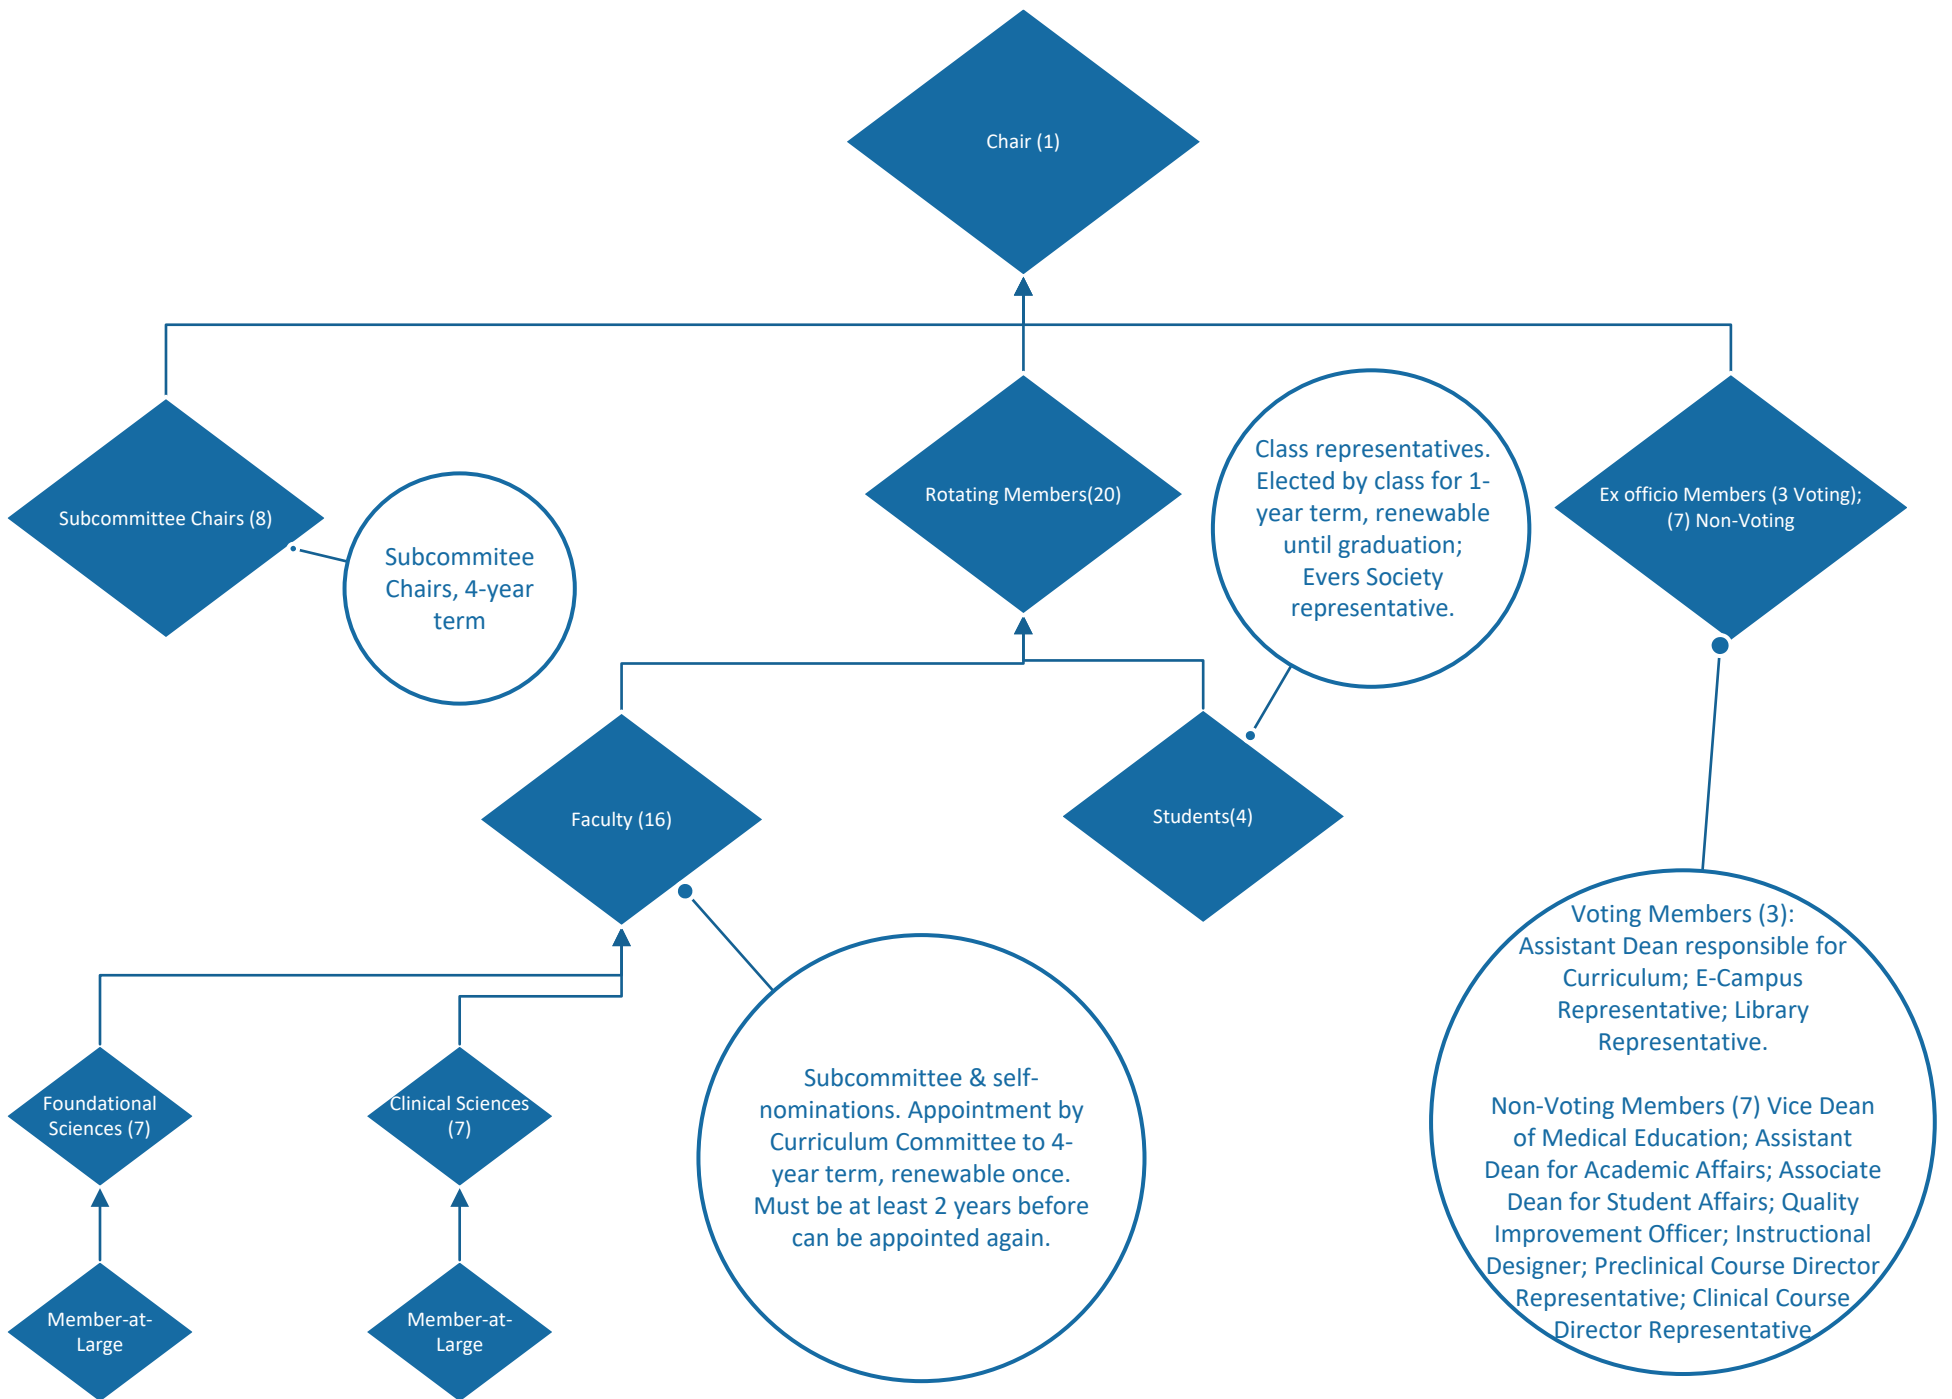 Chair (1)
Subcommittee Chairs (8)
Subcommitee
Chairs, 4-year
term
Rotating Members(20)
Class representatives.
Elected by class for 1-
year term, renewable
until graduation;
Evers Society
representative.
Ex officio Members (3 Voting);
(7) Non-Voting
Faculty (16)
Students(4)
Foundational
Sciences (7)
Clinical Sciences
(7)
Member-at-
Large
Member-at-
Large
Subcommittee & self-
nominations. Appointment by
Curriculum Committee to 4-
year term, renewable once.
Must be at least 2 years before
can be appointed again.
Voting Members (3):
Assistant Dean responsible for
Curriculum; E-Campus
Representative; Library
Representative.
Non-Voting Members (7) Vice Dean
of Medical Education; Assistant
Dean for Academic Affairs; Associate
Dean for Student Affairs; Quality
Improvement Officer; Instructional
Designer; Preclinical Course Director
Representative; Clinical Course
Director Representative